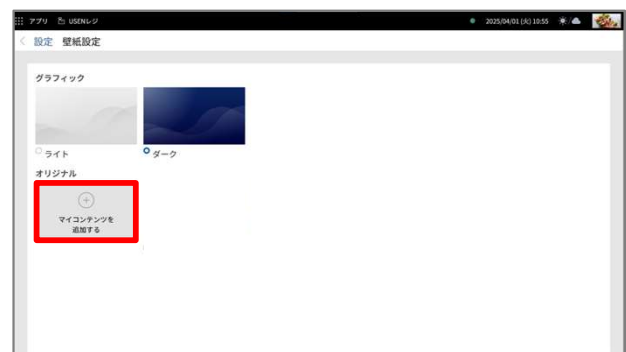 アプリ USENレジ 2025/04/01 (火) 10:55
設定 壁紙設定
グラフィック
ライト ダーク
オリジナル
マイコンテンツを
追加する